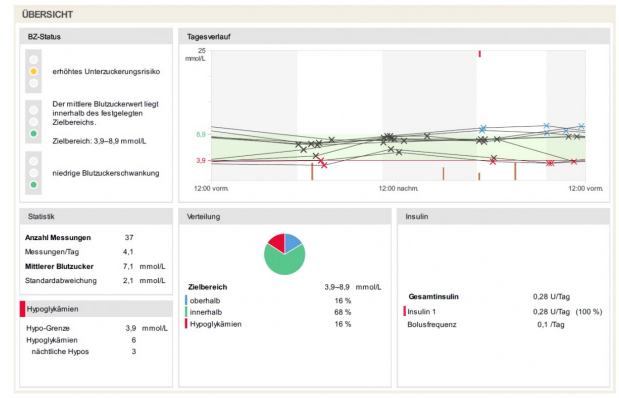 ÜBERSICHT
BZ-Status
erhöhtes Unterzuckerungsrisiko
Der mittlere Blutzuckerwert liegt
innerhalb des festgelegten
Zielbereichs.
Zielbereich: 3,9–8,9 mmol/L
niedrige Blutzuckerschwankung
Tagesverlauf
25
mmol/L
8,9
3,9
12:00 vorm.
12:00 nachm.
12:00 vorm.
Statistik
Anzahl Messungen 37
Messungen/Tag 4,1
Mittlerer Blutzucker 7,1 mmol/L
Standardabweichung 2,1 mmol/L
Hypoglykämien
Hypo-Grenze 3,9 mmol/L
Hypoglykämien 6
nächtliche Hypos 3
Verteilung
Zielbereich 3,9–8,9 mmol/L
oberhalb 16 %
innerhalb 68 %
Hypoglykämien 16 %
Insulin
Gesamtinsulin 0,28 U/Tag
Insulin 1 0,28 U/Tag (100 %)
Bolusfrequenz 0,1 /Tag